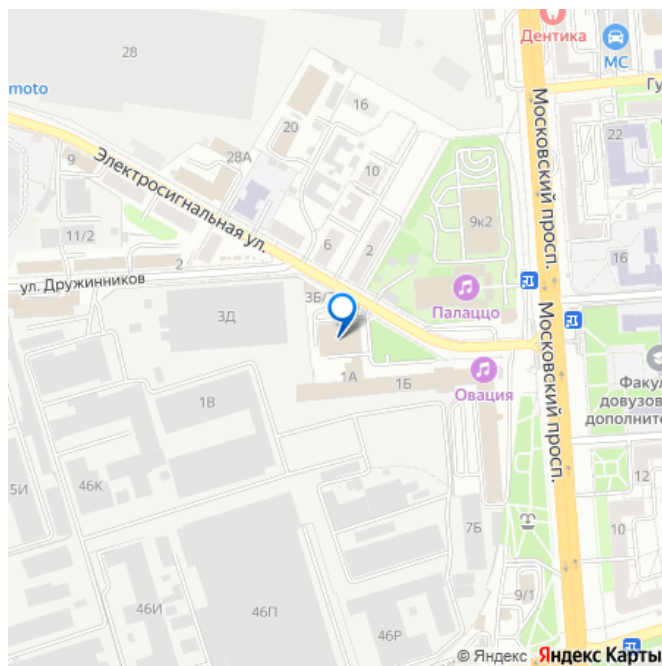 28
Дентика
МС
moto
Гу
16
20
22
Московский просп.
9
28А
10
Электросигнальная ул.
9к2
11/2
6
2
16
2
ул. Дружинников
3Б/
Палаццо
3Д
Московский просп.
1А
1Б
Овация
Факул
довузов
дополнит
1В
46К
5И
7Б
10
9/1
46И
46П
46И
46Р
© Яндекс Яндекс Карты